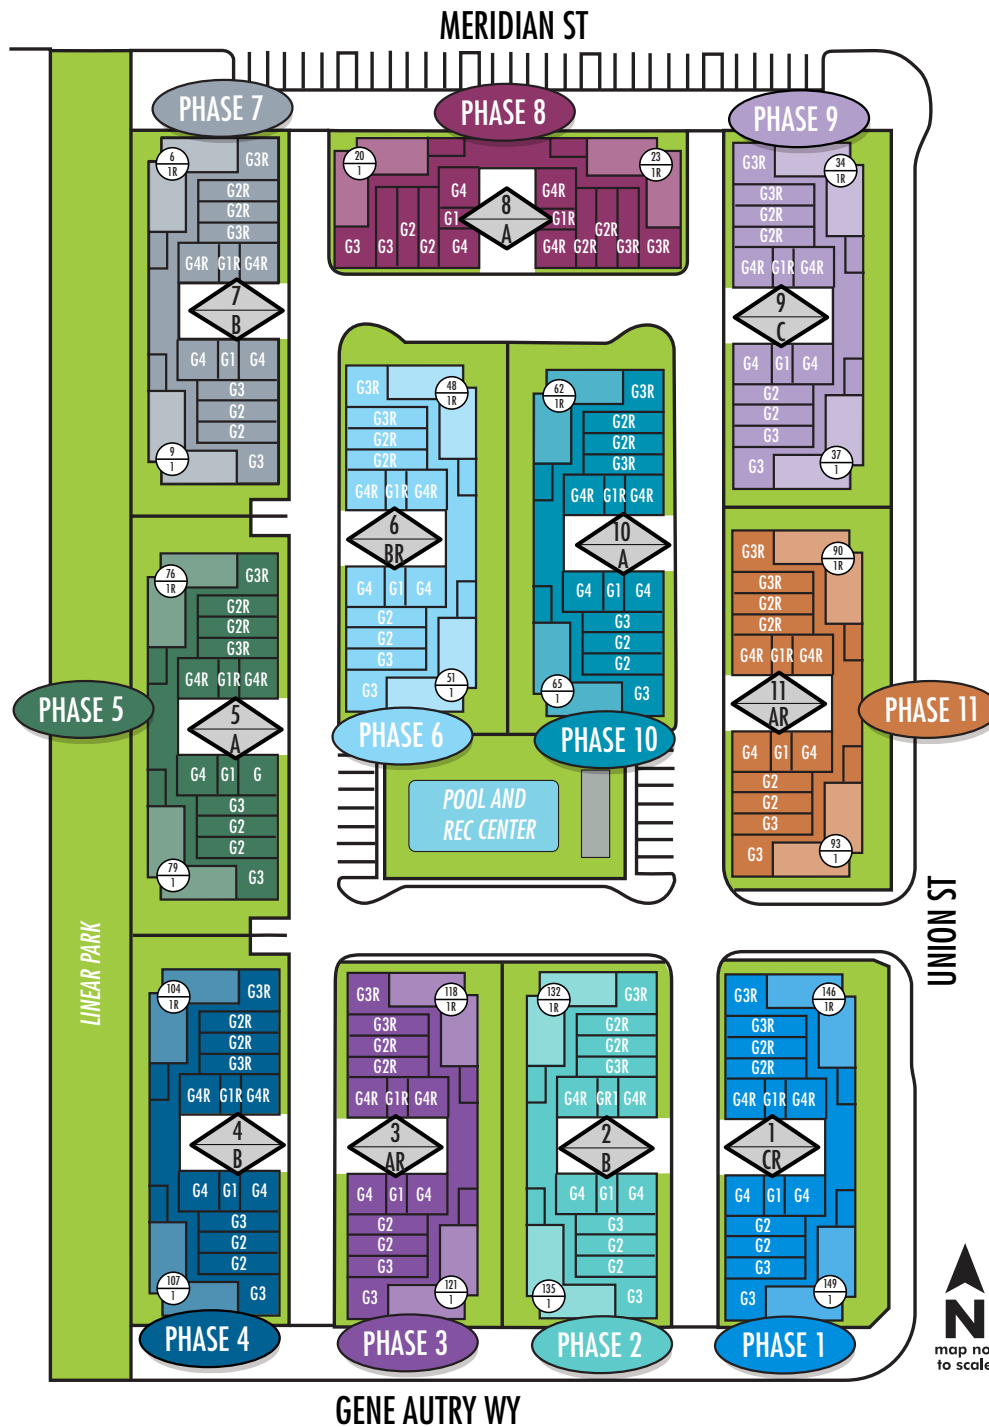 MERIDIAN ST
PHASE 7
6
1R
G3R
G2R
G2R
G3R
G4R G1R G4R
7
B
G4 G1 G4
G3
G2
G2
9
1
G3
PHASE 8
20
1
23
1R
G4
G4R
G3 G3 G2 G2 G1
8
A
G1R G2R G2R G3R G3R
G4
G4R
PHASE 9
G3R
34
1R
G3R
G2R
G2R
G4R G1R G4R
9
C
G4 G1 G4
G2
G2
G3
G3
37
1
PHASE 5
76
1R
G3R
G2R
G2R
G3R
G4R G1R G4R
5
A
G4 G1 G
G3
G2
G2
79
1
G3
G3R
48
1R
G3R
G2R
G2R
G4R G1R G4R
6
BR
G4 G1 G4
G2
G2
G3
G3
51
1
PHASE 6
62
1R
G3R
G2R
G2R
G3R
G4R G1R G4R
10
A
G4 G1 G4
G3
G2
G2
65
1
G3
PHASE 10
POOL AND
REC CENTER
G3R
90
1R
G3R
G2R
G2R
G4R G1R G4R
11
AR
G4 G1 G4
G2
G2
G3
G3
93
1
PHASE 11
UNION ST
LINEAR PARK
104
1R
G3R
G2R
G2R
G3R
G4R G1R G4R
4
B
G4 G1 G4
G3
G2
G2
107
1
G3
PHASE 4
G3R
118
1R
G3R
G2R
G2R
G4R G1R G4R
3
AR
G4 G1 G4
G2
G2
G3
G3
121
1
PHASE 3
132
1R
G3R
G2R
G2R
G3R
G4R GR1 G4R
2
B
G4 G1 G4
G3
G2
G2
135
1
G3
PHASE 2
G3R
146
1R
G3R
G2R
G2R
G4R G1R G4R
1
CR
G4 G1 G4
G2
G2
G3
G3
149
1
PHASE 1
N
map no
to scale
GENE AUTRY WY